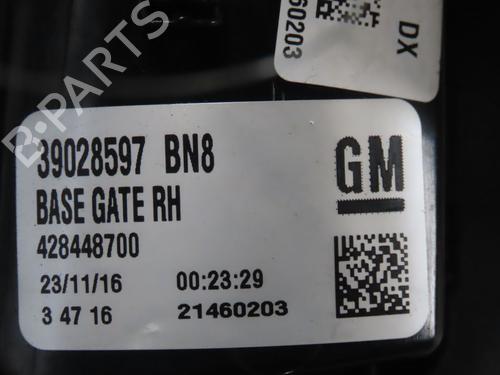 60203
DX
B-PARTS
39028597 BN8
BASE GATE RH
GM
428448700
23/11/16 00:23:29
3 47 16 21460203